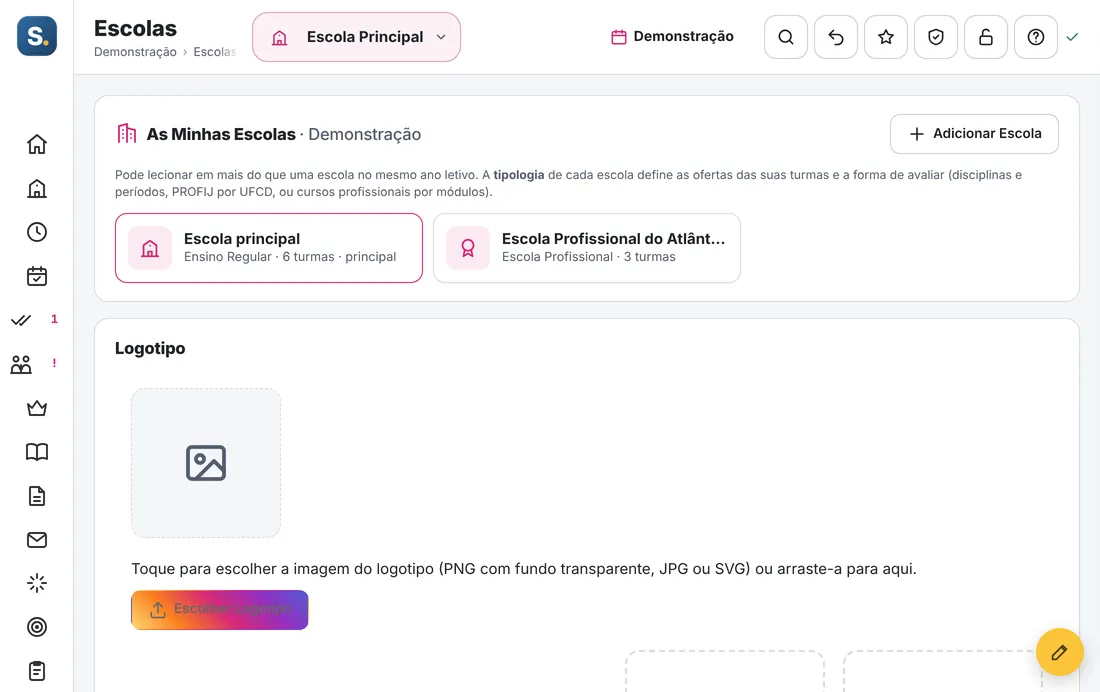 S.
Escolas
Demonstração › Escolas
Escola Principal
Demonstração
As Minhas Escolas · Demonstração
Adicionar Escola
Pode lecionar em mais do que uma escola no mesmo ano letivo. A tipologia de cada escola define as ofertas das suas turmas e a forma de avaliar (disciplinas e
períodos, PROFIJ por UFCD, ou cursos profissionais por módulos).
Escola principal
Ensino Regular · 6 turmas · principal
Escola Profissional do Atlânt...
Escola Profissional · 3 turmas
1
!
Logotipo
Toque para escolher a imagem do logotipo (PNG com fundo transparente, JPG ou SVG) ou arraste-a para aqui.
Escolher Logotipo